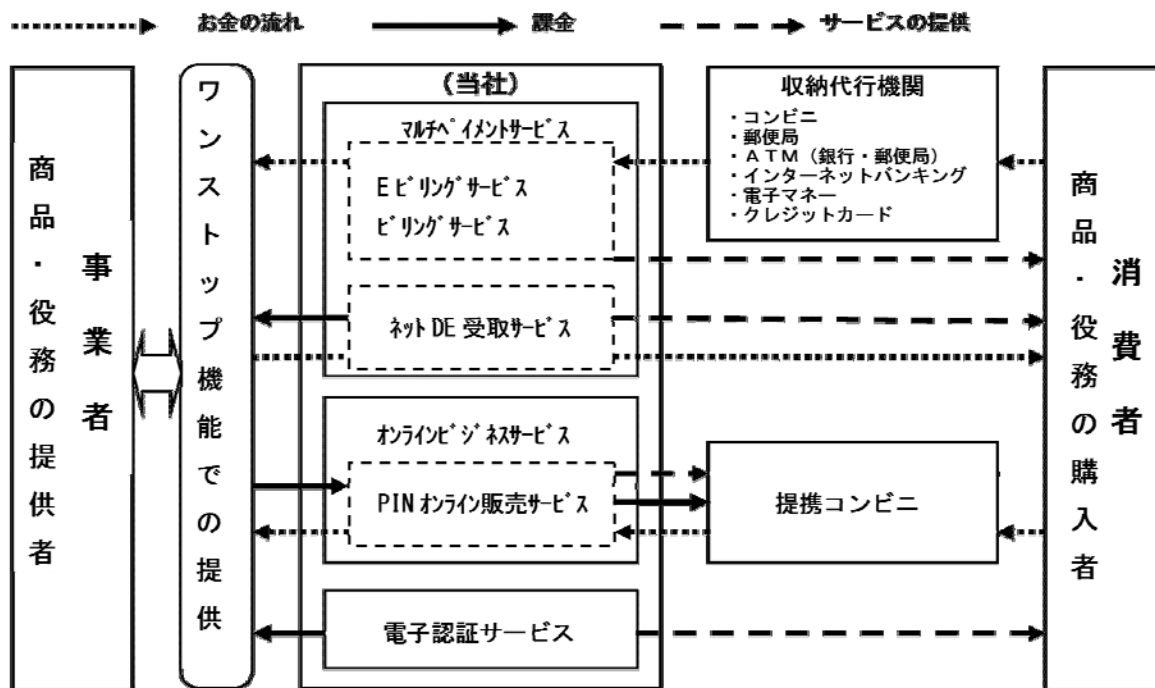 お金の流れ
課金
サービスの提供
商品・役務の提供者
事業者
ワンストップ機能での提供
(当社)
ﾏﾙﾁﾍﾟｲﾒﾝﾄｻｰﾋﾞｽ
Eﾋﾞﾘﾝｸﾞｻｰﾋﾞｽ
ﾋﾞﾘﾝｸﾞｻｰﾋﾞｽ
ﾈｯﾄ DE 受取ｻｰﾋﾞｽ
ｵﾝﾗｲﾝﾋﾞｼﾞﾈｽｻｰﾋﾞｽ
PIN ｵﾝﾗｲﾝ販売ｻｰﾋﾞｽ
電子認証サービス
収納代行機関
・コンビニ
・郵便局
・ＡＴＭ（銀行・郵便局）
・インターネットバンキング
・電子マネー
・クレジットカード
提携コンビニ
商品・役務の購入者
消費者